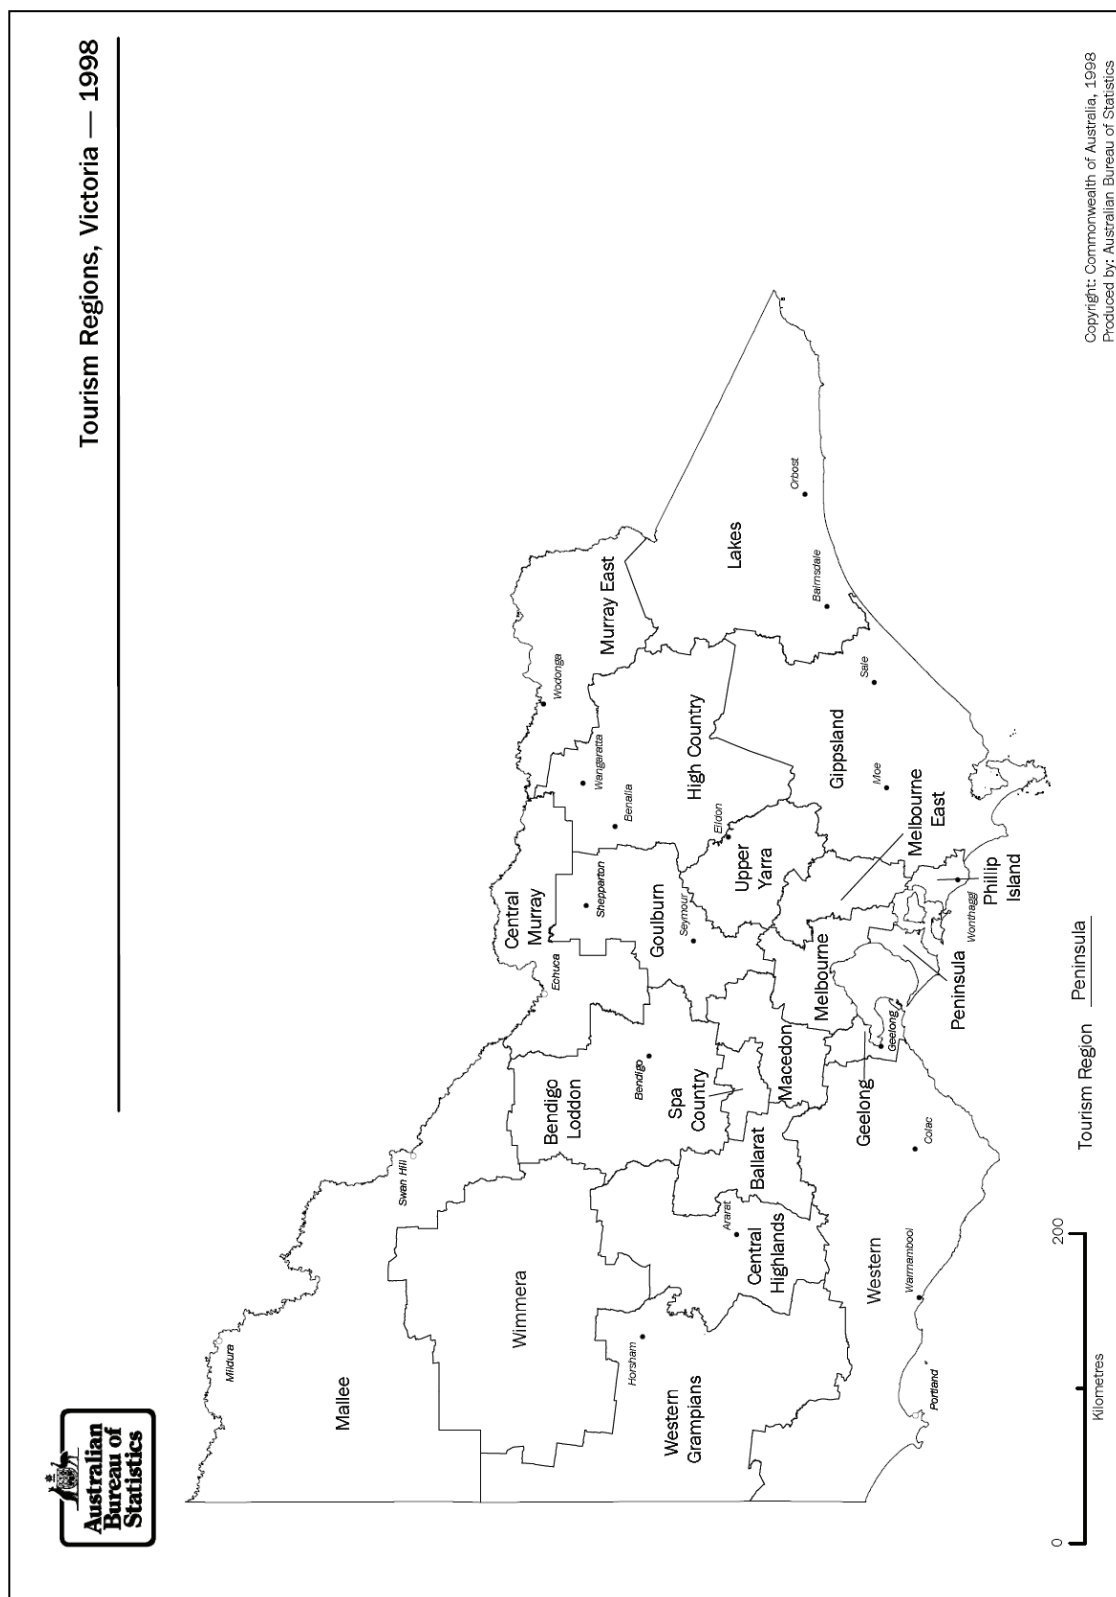 Australian
Bureau of
Statistics
Tourism Regions, Victoria — 1998
Mildura
Mallee
Swan Hill
Wimmera
Horsham
Western
Grampians
Bendigo
Loddon
Bendigo
Echuca
Central
Murray
Shepparton
Goulburn
Seymour
Wodonga
Murray East
Wangaratta
Benalla
High Country
Eildon
Upper
Yarra
Lakes
Orbost
Bairnsdale
Sale
Gippsland
Moe
Melbourne
East
Melbourne
Spa
Country
Macedon
Ballarat
Ararat
Central
Highlands
Western
Warrnambool
Portland
Colac
Geelong
Geelong
Peninsula
Wonthaggi
Phillip
Island
0
200
Kilometres
Tourism Region
Peninsula
Copyright: Commonwealth of Australia, 1998
Produced by: Australian Bureau of Statistics